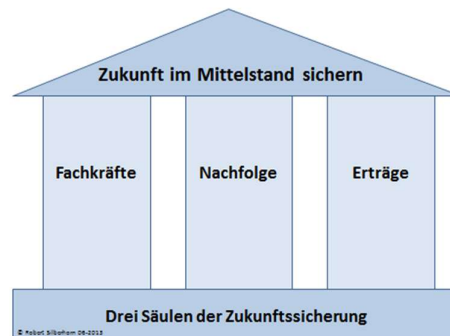 Zukunft im Mittelstand sichern
Fachkräfte Nachfolge Erträge
Drei Säulen der Zukunftssicherung
© Robert Silberhorn 06-2013